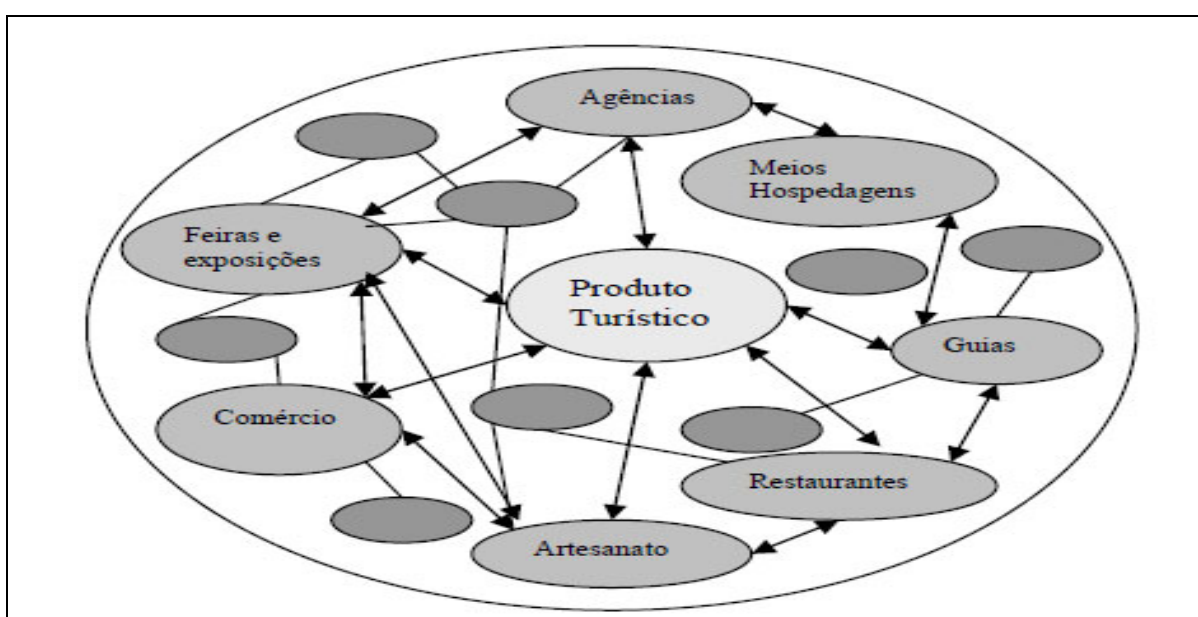 Agências
Meios
Hospedagens
Feiras e
exposições
Produto
Turístico
Guias
Comércio
Restaurantes
Artesanato